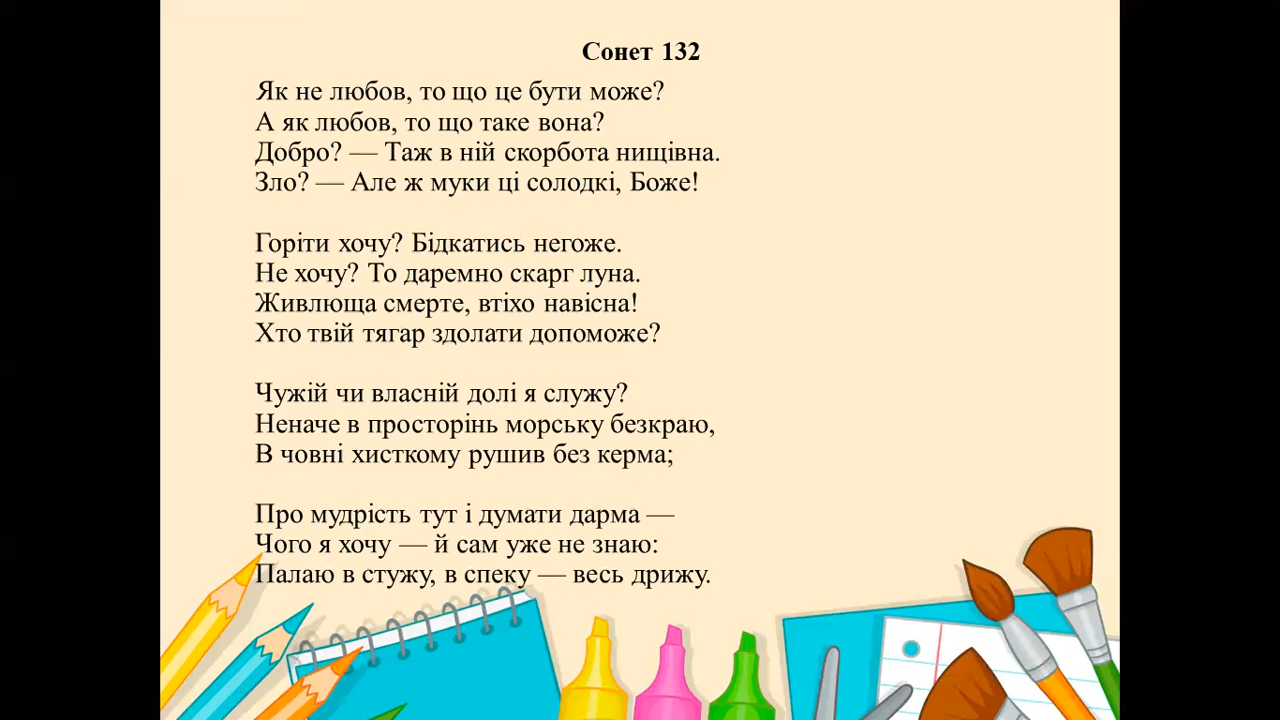 Сонет 132
Як не любов, то що це бути може?
А як любов, то що таке вона?
Добро? — Таж в ній скорбота нищівна.
Зло? — Але ж муки ці солодкі, Боже!
Горіти хочу? Бідкатись негоже.
Не хочу? То даремно скарг луна.
Живлюща смерте, втіхо навісна!
Хто твій тягар здолати допоможе?
Чужій чи власній долі я служу?
Неначе в просторінь морську безкраю,
В човні хисткому рушив без керма;
Про мудрість тут і думати дарма —
Чого я хочу — й сам уже не знаю:
Палаю в стужу, в спеку — весь дрижу.